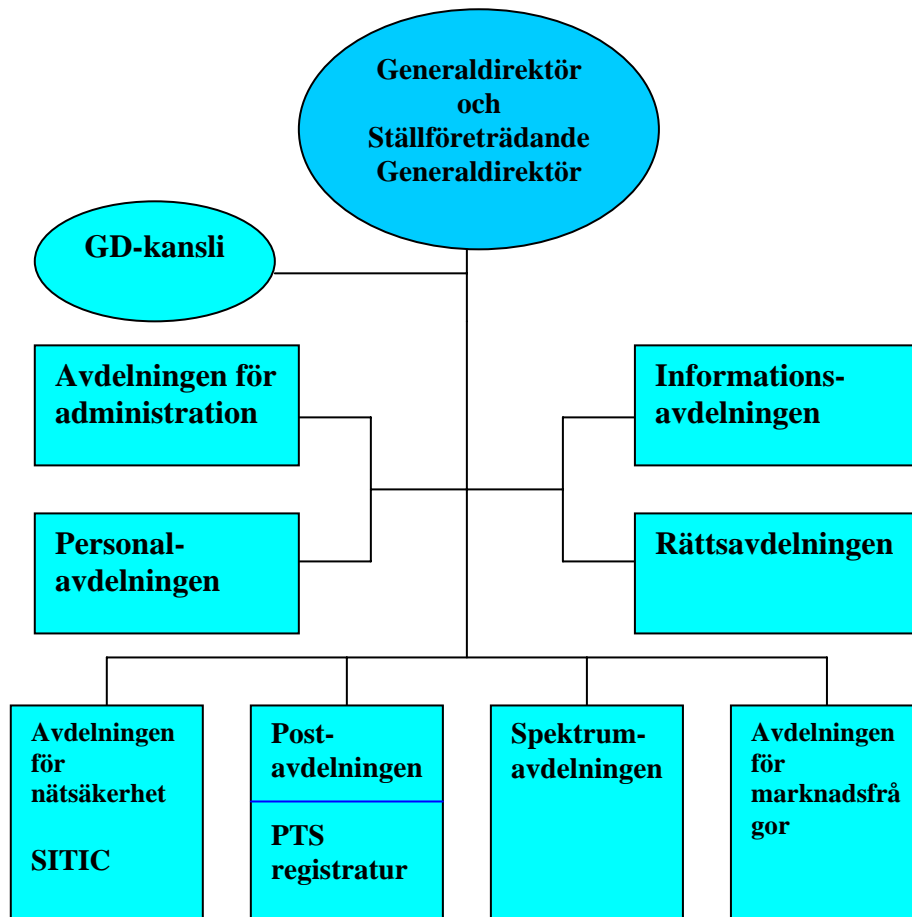 Generaldirektör
och
Ställföreträdande
Generaldirektör
GD-kansli
Avdelningen för
administration
Informations-
avdelningen
Personal-
avdelningen
Rättsavdelningen
Avdelningen
för
nätsäkerhet
SITIC
Post-
avdelningen
PTS
registratur
Spektrum-
avdelningen
Avdelningen
för
marknadsfrå
gor